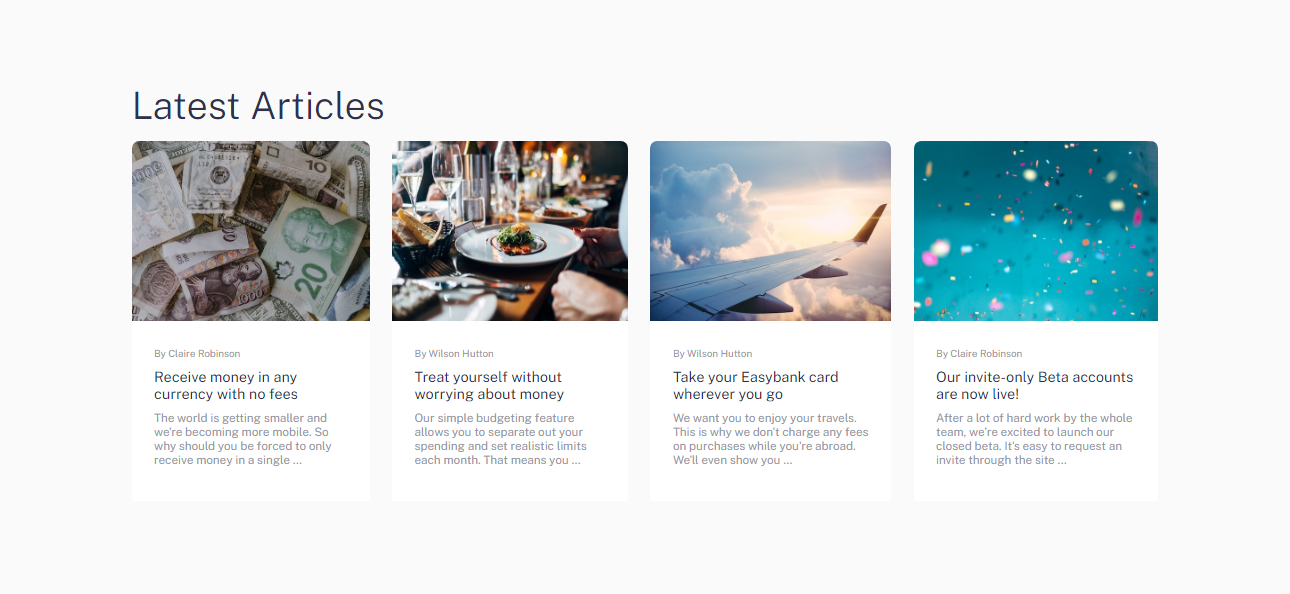 Latest Articles
10
20
1000
By Claire Robinson
Receive money in any
currency with no fees
The world is getting smaller and
we're becoming more mobile. So
why should you be forced to only
receive money in a single ...
By Wilson Hutton
Treat yourself without
worrying about money
Our simple budgeting feature
allows you to separate out your
spending and set realistic limits
each month. That means you ...
By Wilson Hutton
Take your Easybank card
wherever you go
We want you to enjoy your travels.
This is why we don't charge any fees
on purchases while you're abroad.
We'll even show you ...
By Claire Robinson
Our invite-only Beta accounts
are now live!
After a lot of hard work by the whole
team, we're excited to launch our
closed beta. It's easy to request an
invite through the site ...